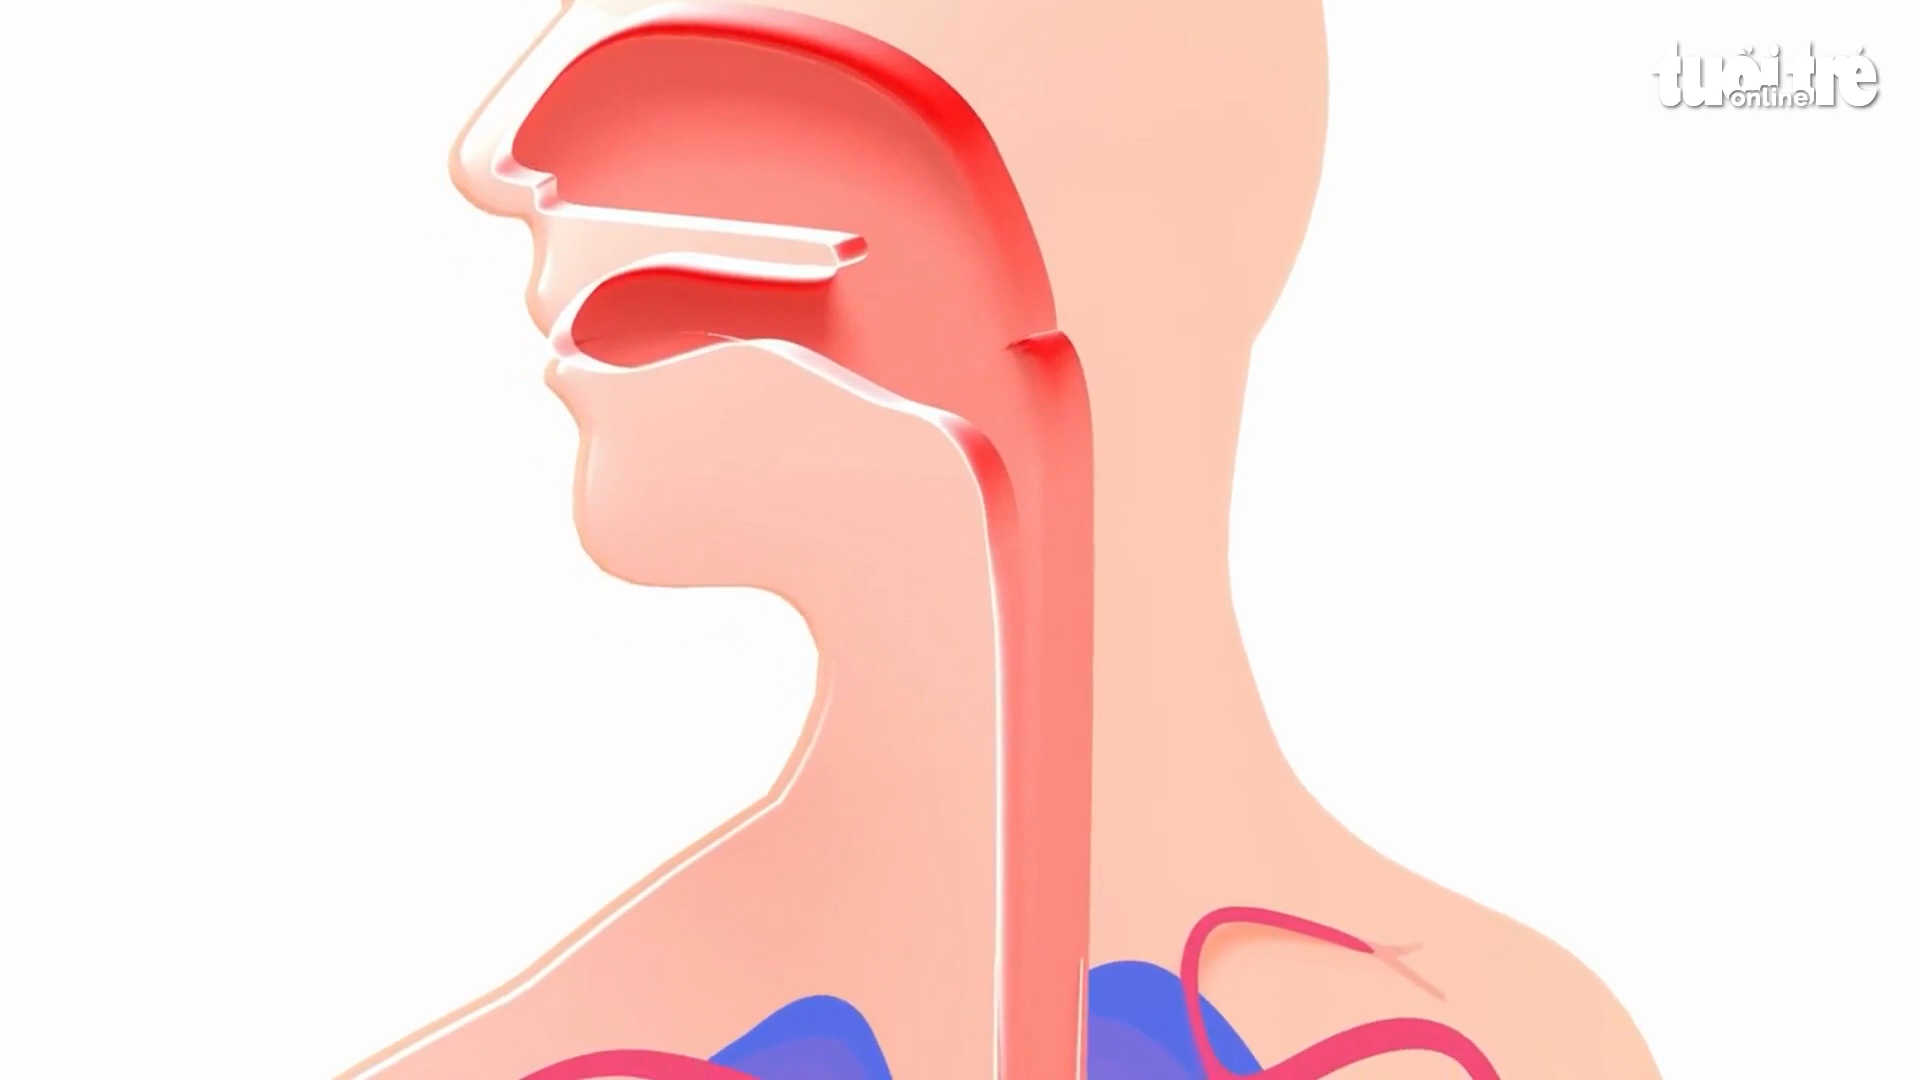 tuổi trẻ
online